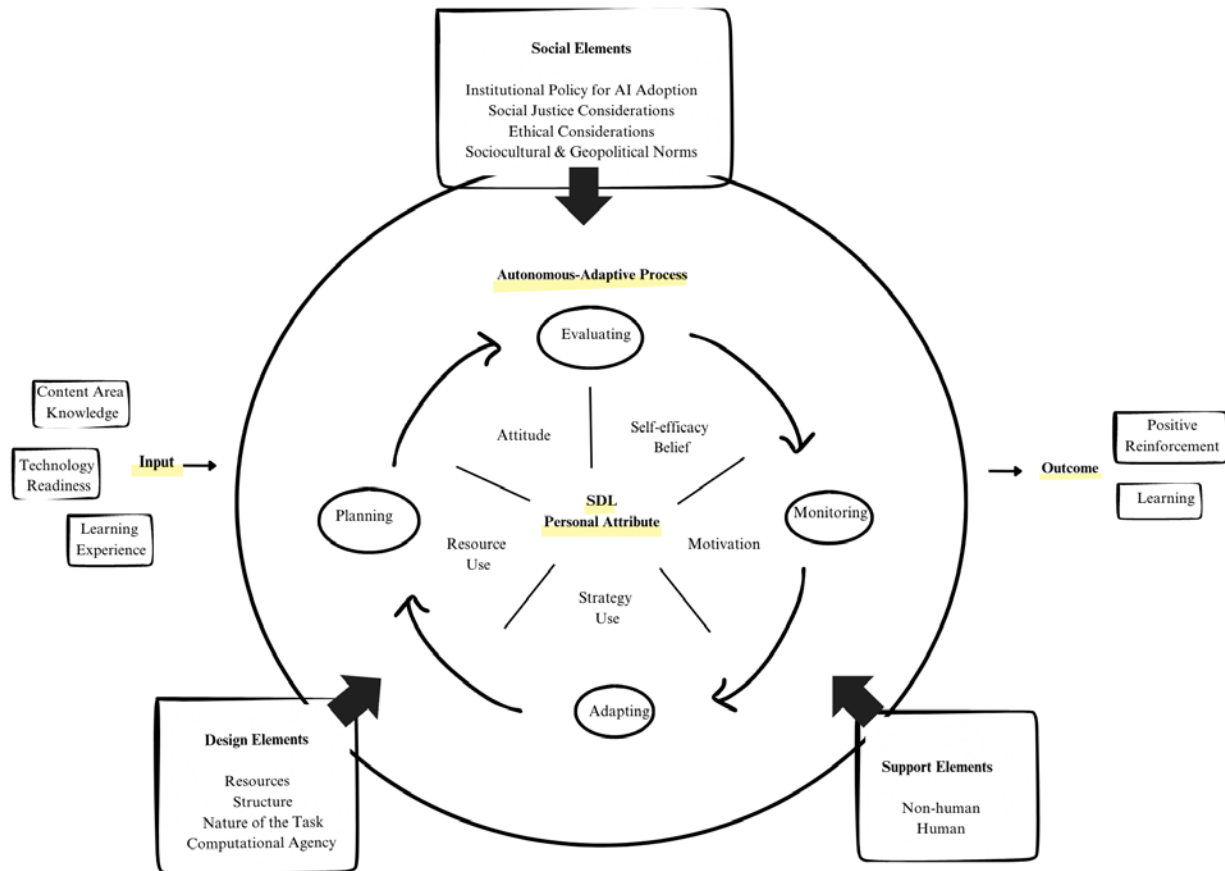 Social Elements
Institutional Policy for AI Adoption
Social Justice Considerations
Ethical Considerations
Sociocultural & Geopolitical Norms
Autonomous-Adaptive Process
Evaluating
Attitude
Self-efficacy
Belief
Content Area
Knowledge
Technology
Readiness
Learning
Experience
Input
Planning
SDL
Personal Attribute
Monitoring
Resource
Use
Motivation
Strategy
Use
Adapting
Outcome
Positive
Reinforcement
Learning
Design Elements
Resources
Structure
Nature of the Task
Computational Agency
Support Elements
Non-human
Human